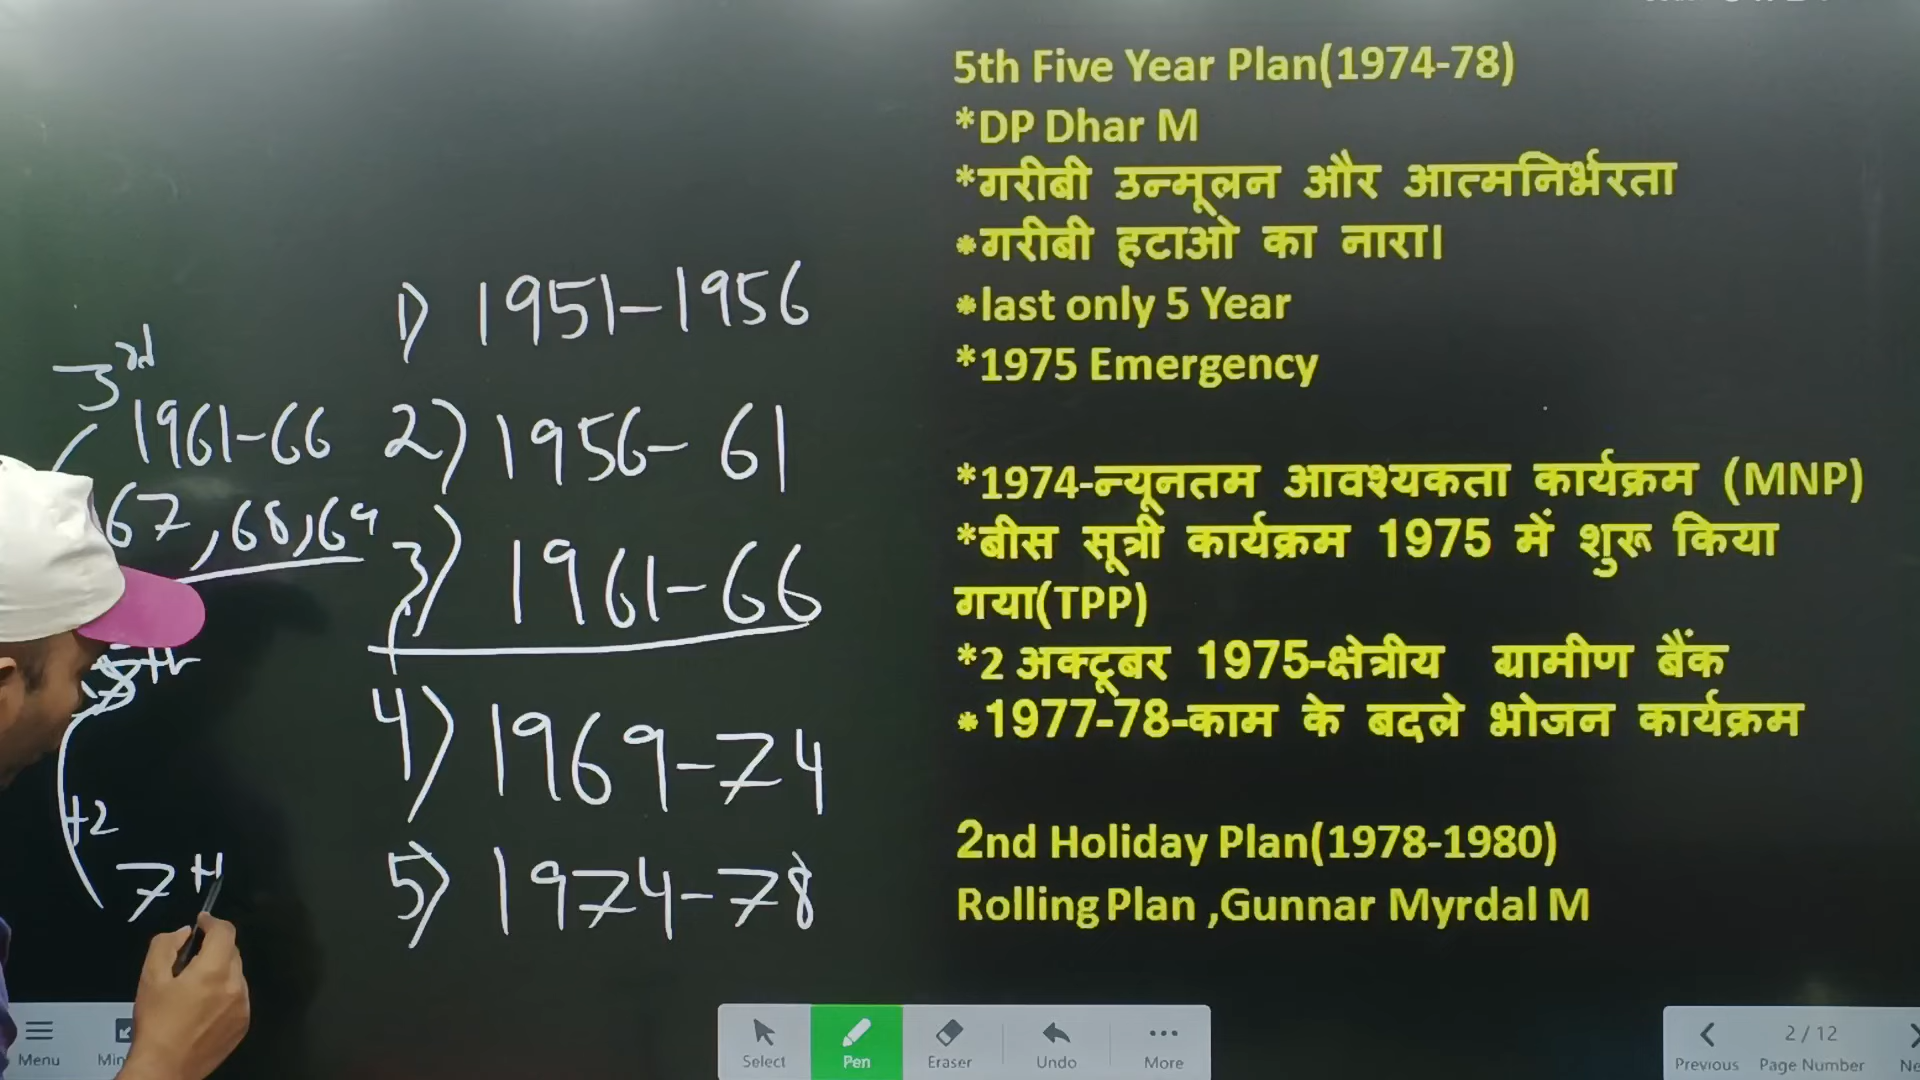 5th Five Year Plan(1974-78)
*DP Dhar M
*गरीबी उन्मूलन और आत्मनिर्भरता
*गरीबी हटाओ का नारा।
*last only 5 Year
*1975 Emergency
*1974-न्यूनतम आवश्यकता कार्यक्रम (MNP)
*बीस सूत्री कार्यक्रम 1975 में शुरू किया
गया(TPP)
*2 अक्टूबर 1975-क्षेत्रीय ग्रामीण बैंक
*1977-78-काम के बदले भोजन कार्यक्रम
2nd Holiday Plan(1978-1980)
Rolling Plan ,Gunnar Myrdal M
1) 1951-1956
2) 1956-61
3) 1961-66
4) 1969-74
5) 1974-78
3rd
1961-66
67,68,69
+2
7th
Menu
Select
Pen
Eraser
Undo
More
Previous
2 / 12
Page Number